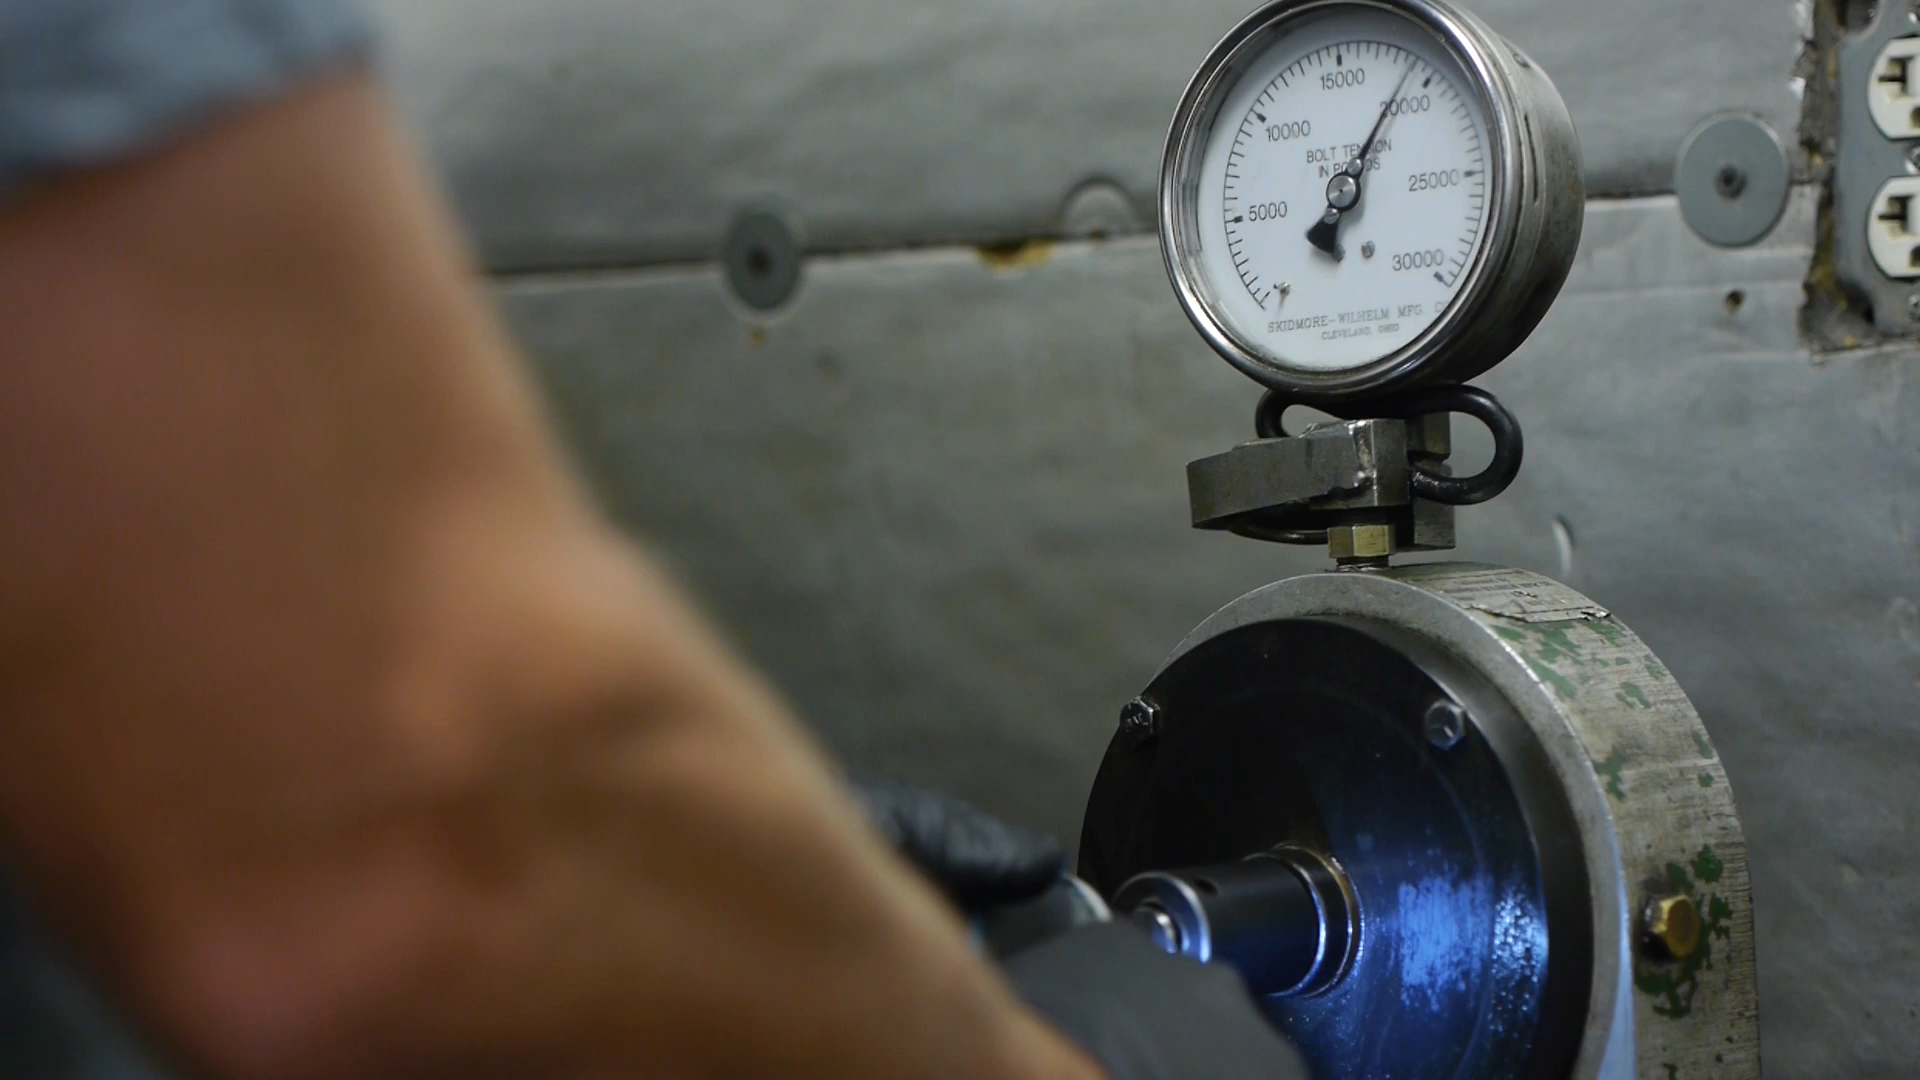 15000
20000
10000
BOLT TENSION
IN POUNDS
25000
5000
30000
SKIDMORE-WILHELM MFG. C
CLEVELAND, OHIO